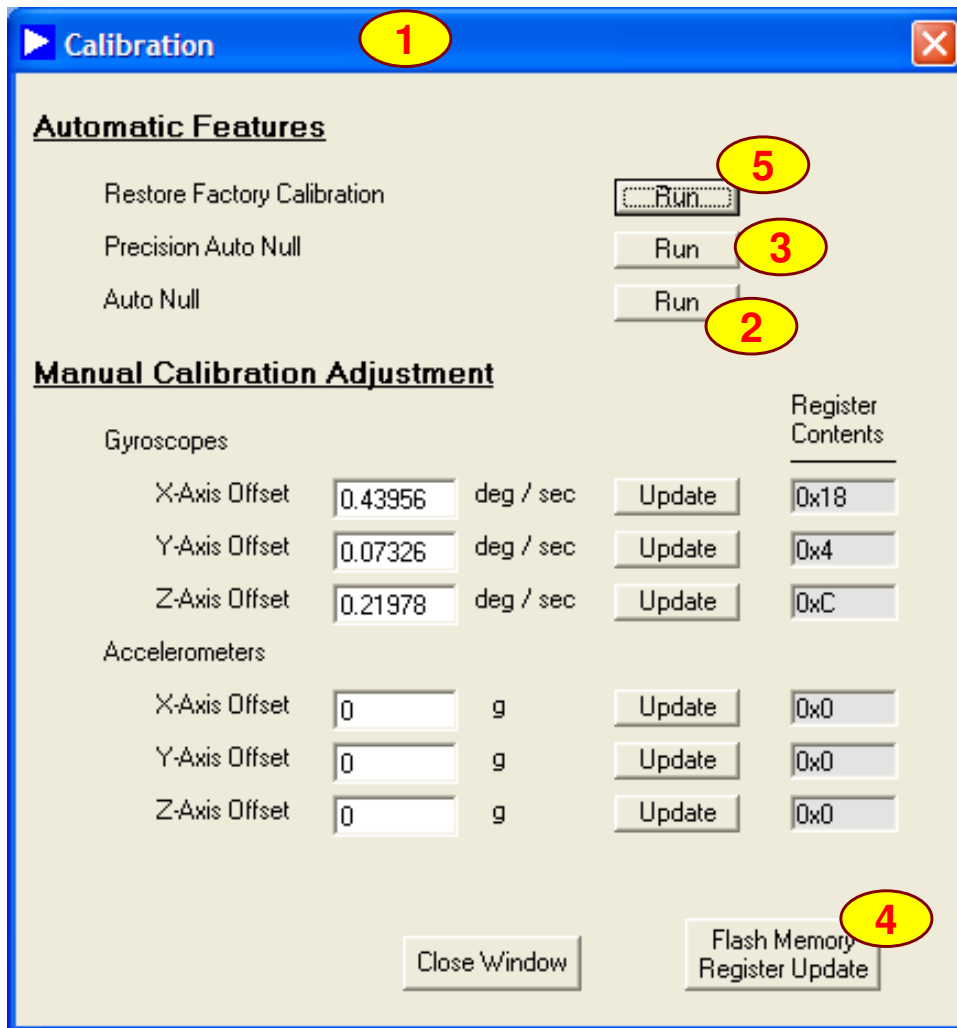 Calibration 1
Automatic Features
5
Restore Factory Calibration Run
Precision Auto Null Run 3
Auto Null Run 2
Manual Calibration Adjustment
Register
Contents
Gyroscopes
X-Axis Offset 0.43956 deg / sec Update 0x18
Y-Axis Offset 0.07326 deg / sec Update 0x4
Z-Axis Offset 0.21978 deg / sec Update 0xC
Accelerometers
X-Axis Offset 0 g Update 0x0
Y-Axis Offset 0 g Update 0x0
Z-Axis Offset 0 g Update 0x0
4
Close Window
Flash Memory
Register Update